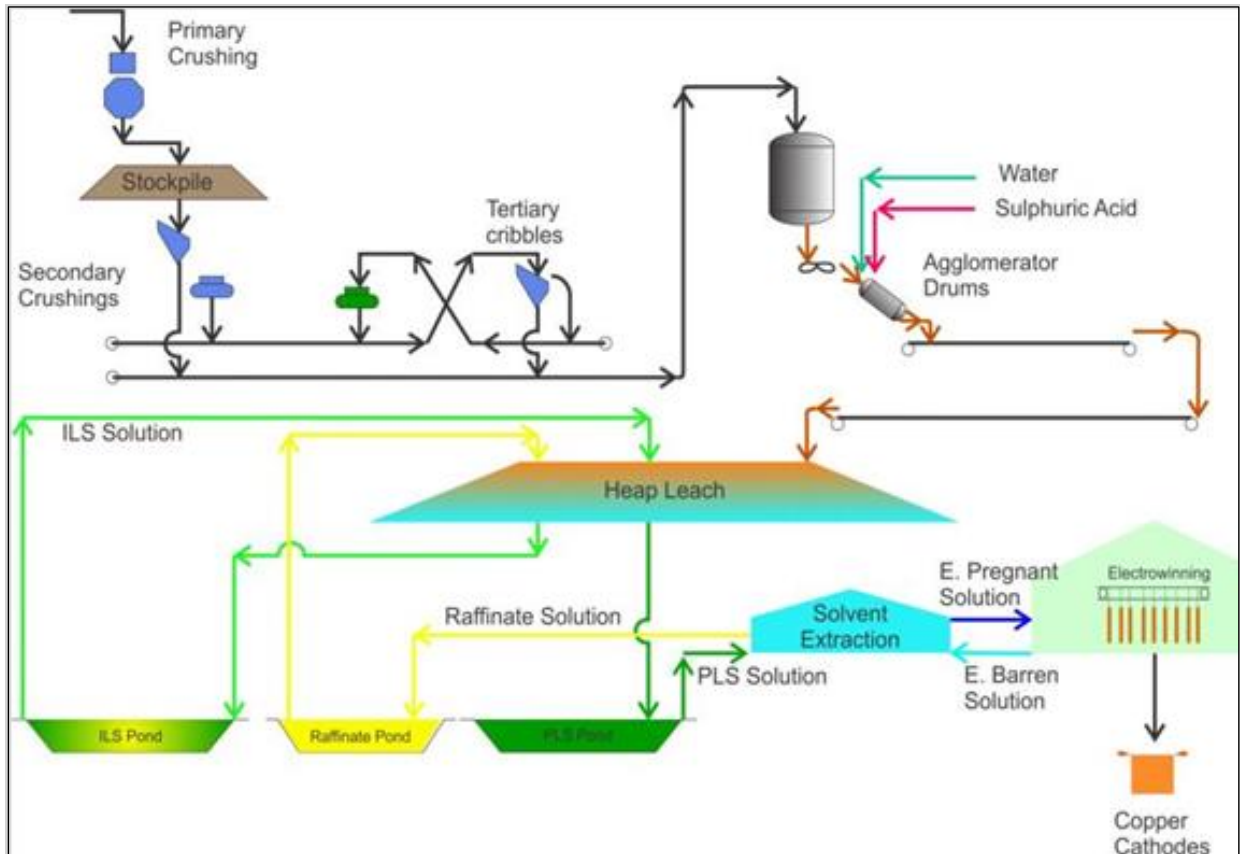 Primary
Crushing
Stockpile
Tertiary
cribbles
Secondary
Crushings
Water
Sulphuric Acid
Agglomerator
Drums
ILS Solution
Heap Leach
E. Pregnant
Solution
Electrowinning
Raffinate Solution
Solvent
Extraction
PLS Solution
E. Barren
Solution
ILS Pond
Raffinate Pond
PLS Pond
Copper
Cathodes